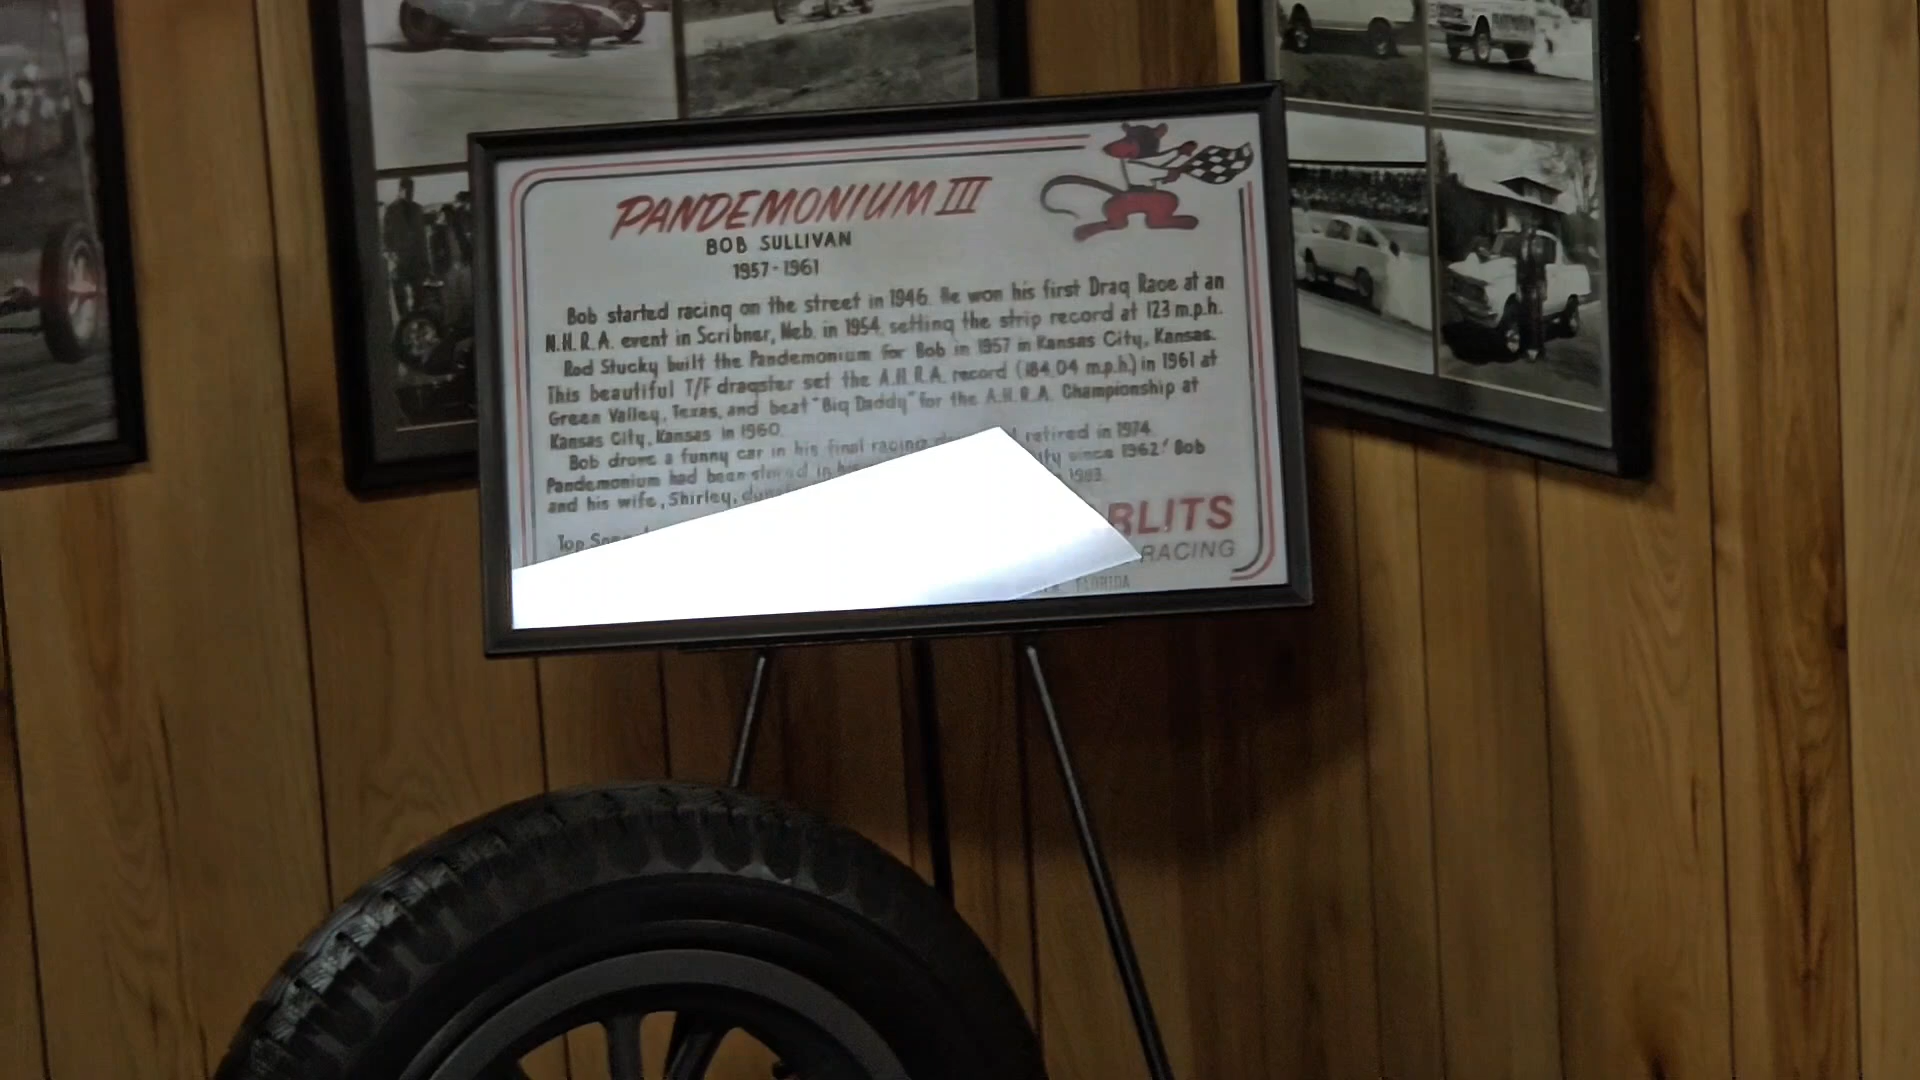 PANDEMONIUM III
BOB SULLIVAN
1957-1961
Bob started racing on the street in 1946. He won his first Drag Race at an
N.H.R.A. event in Scribner, Neb. in 1954, setting the strip record at 123 m.p.h.
Rod Stucky built the Pandemonium for Bob in 1957 in Kansas City, Kansas.
This beautiful T/F dragster set the A.H.R.A. record (184.04 m.p.h.) in 1961 at
Green Valley, Texas, and beat "Big Daddy" for the A.H.R.A. Championship at
Kansas City, Kansas in 1960.
Bob drove a funny car in his final racing retired in 1974.
Pandemonium had been stored in since 1962! Bob
and his wife, Shirley, 1983.
Top
RLITS
RACING
FLORIDA